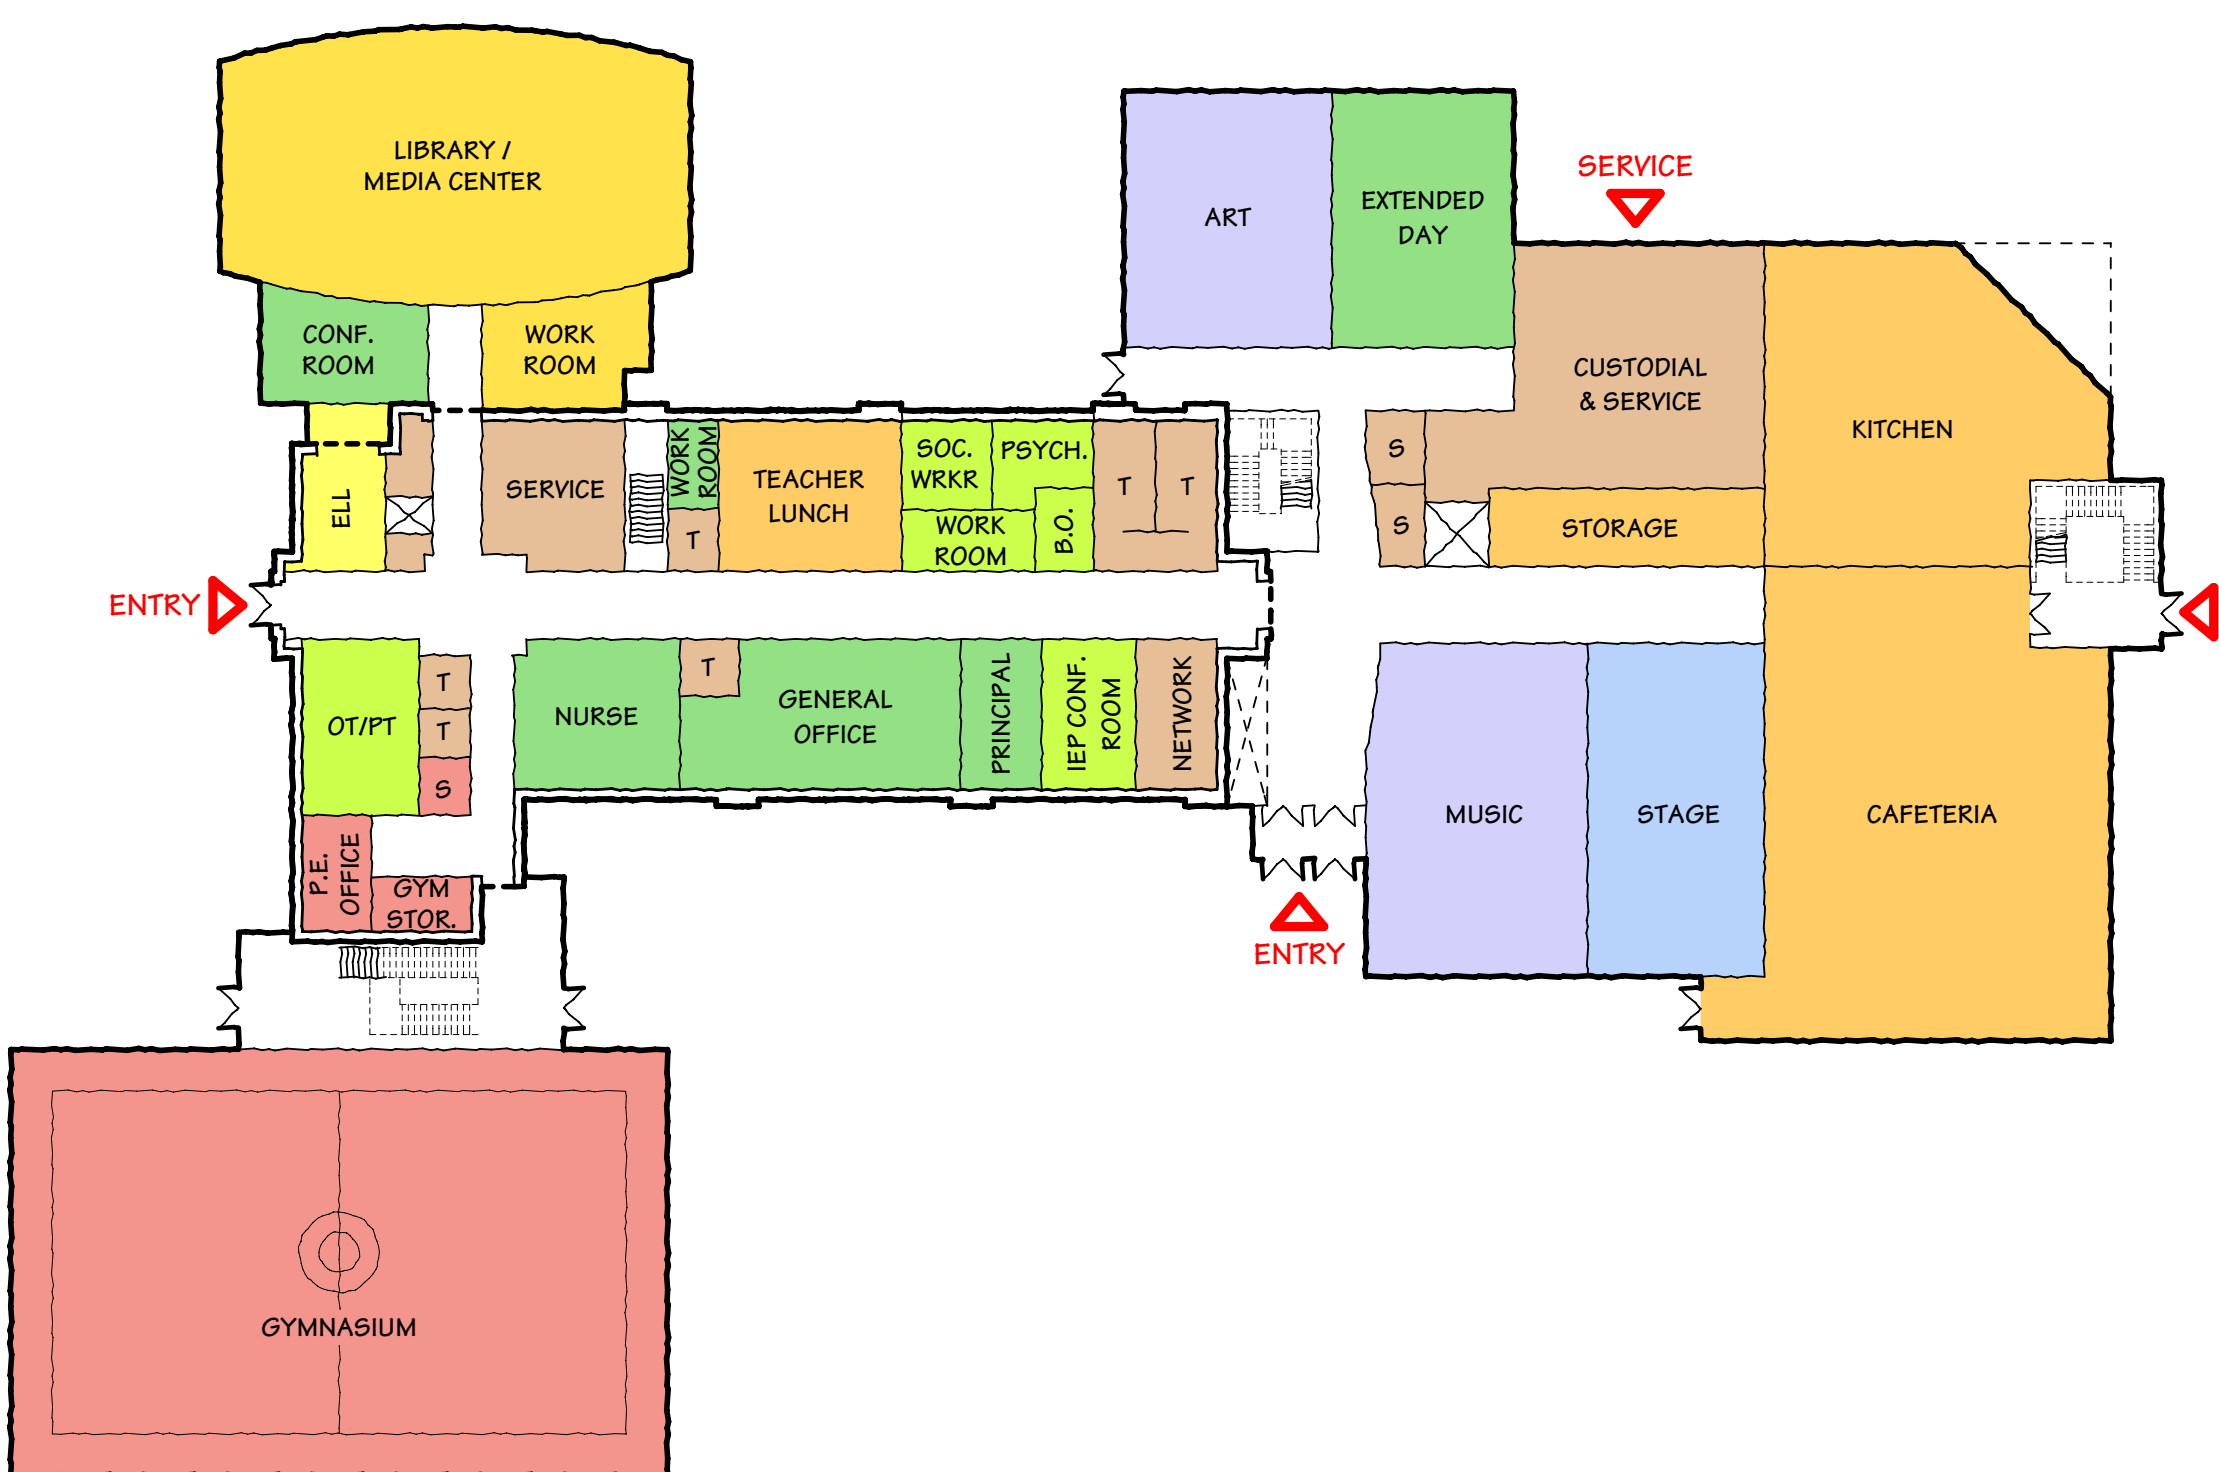 LIBRARY /
MEDIA CENTER
CONF.
ROOM
WORK
ROOM
ART
EXTENDED
DAY
SERVICE
CUSTODIAL
& SERVICE
KITCHEN
ELL
SERVICE
WORK
ROOM
T
TEACHER
LUNCH
SOC.
WRKR
PSYCH.
WORK
ROOM
B.O.
T
T
S
S
STORAGE
ENTRY
OT/PT
T
T
S
NURSE
T
GENERAL
OFFICE
PRINCIPAL
IEP CONF.
ROOM
NETWORK
MUSIC
STAGE
CAFETERIA
P.E.
OFFICE
GYM
STOR.
ENTRY
GYMNASIUM